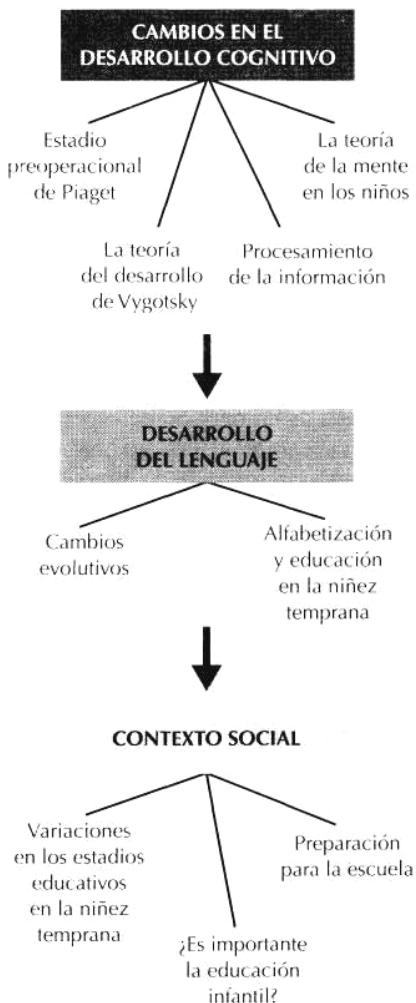 CAMBIOS EN EL
DESARROLLO COGNITIVO
Estadio
preoperacional
de Piaget
La teoría
del desarrollo
de Vygotsky
Procesamiento
de la información
La teoría
de la mente
en los niños
DESARROLLO
DEL LENGUAJE
Cambios
evolutivos
Alfabetización
y educación
en la niñez
temprana
CONTEXTO SOCIAL
Variaciones
en los estadios
educativos
en la niñez
temprana
¿Es importante
la educación
infantil?
Preparación
para la escuela